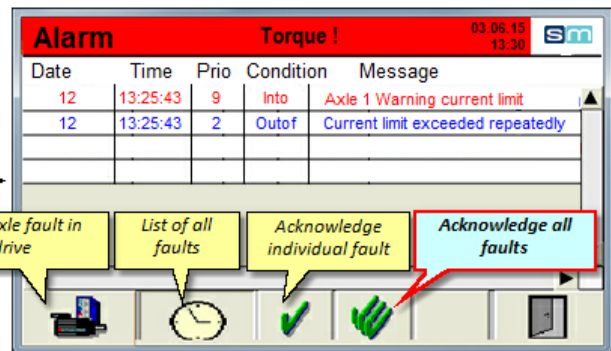 Alarm Torque ! 03.06.15
13:30
sm
Date Time Prio Condition Message
12 13:25:43 9 Into Axle 1 Warning current limit
12 13:25:43 2 Outof Current limit exceeded repeatedly
xle fault in
rive
List of all
faults
Acknowledge
individual fault
Acknowledge all
faults